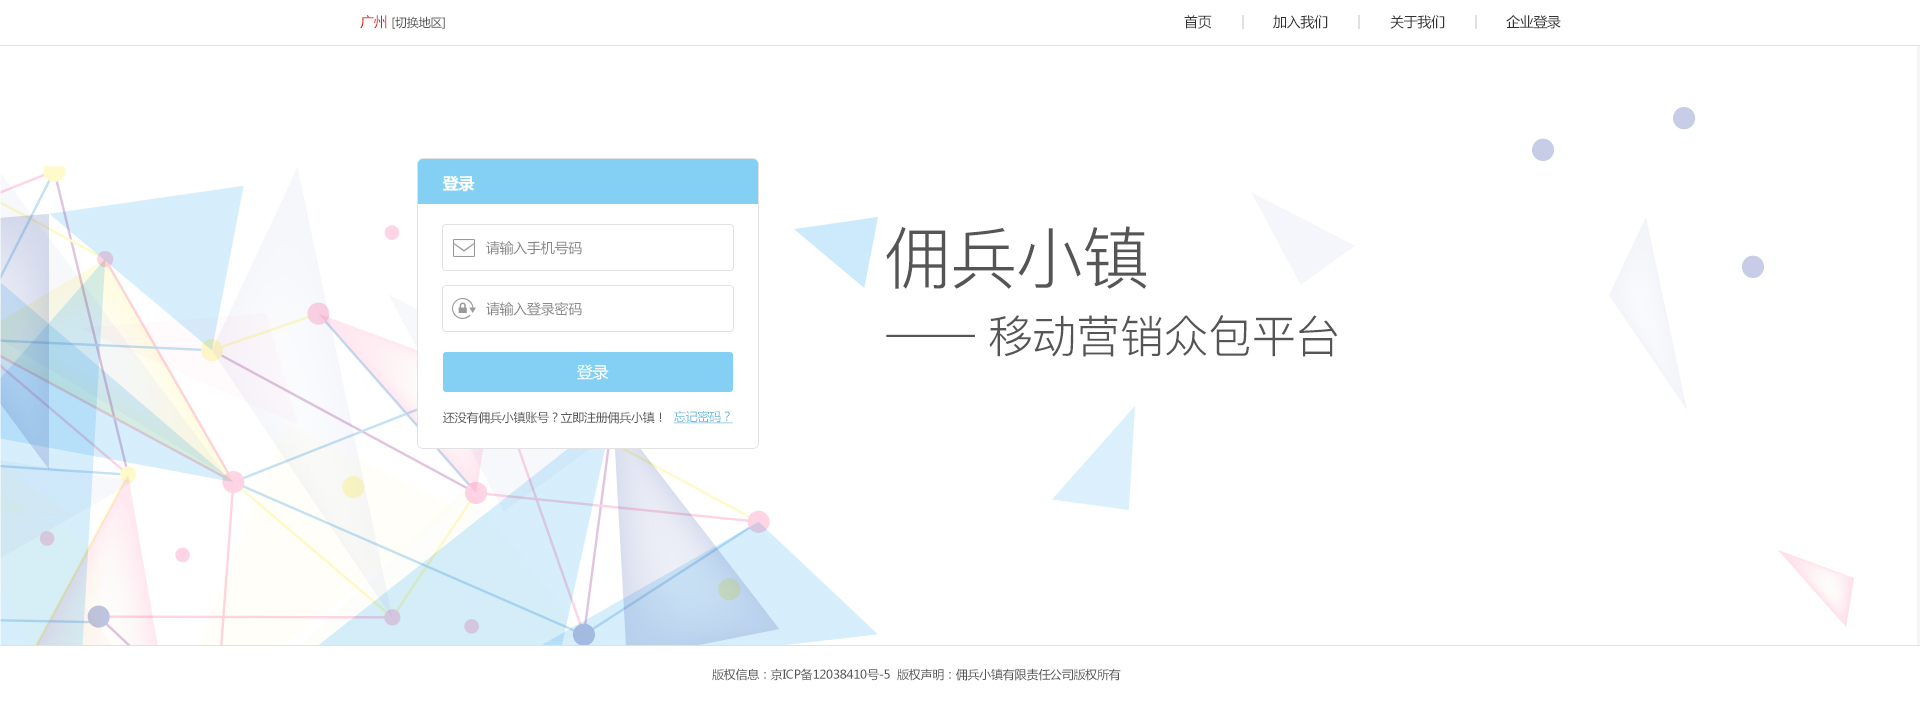 广州 [切换地区]
首页 | 加入我们 | 关于我们 | 企业登录
登录
请输入手机号码
请输入登录密码
登录
还没有佣兵小镇账号？立即注册佣兵小镇！ 忘记密码？
佣兵小镇
—— 移动营销众包平台
版权信息：京ICP备12038410号-5 版权声明：佣兵小镇有限责任公司版权所有